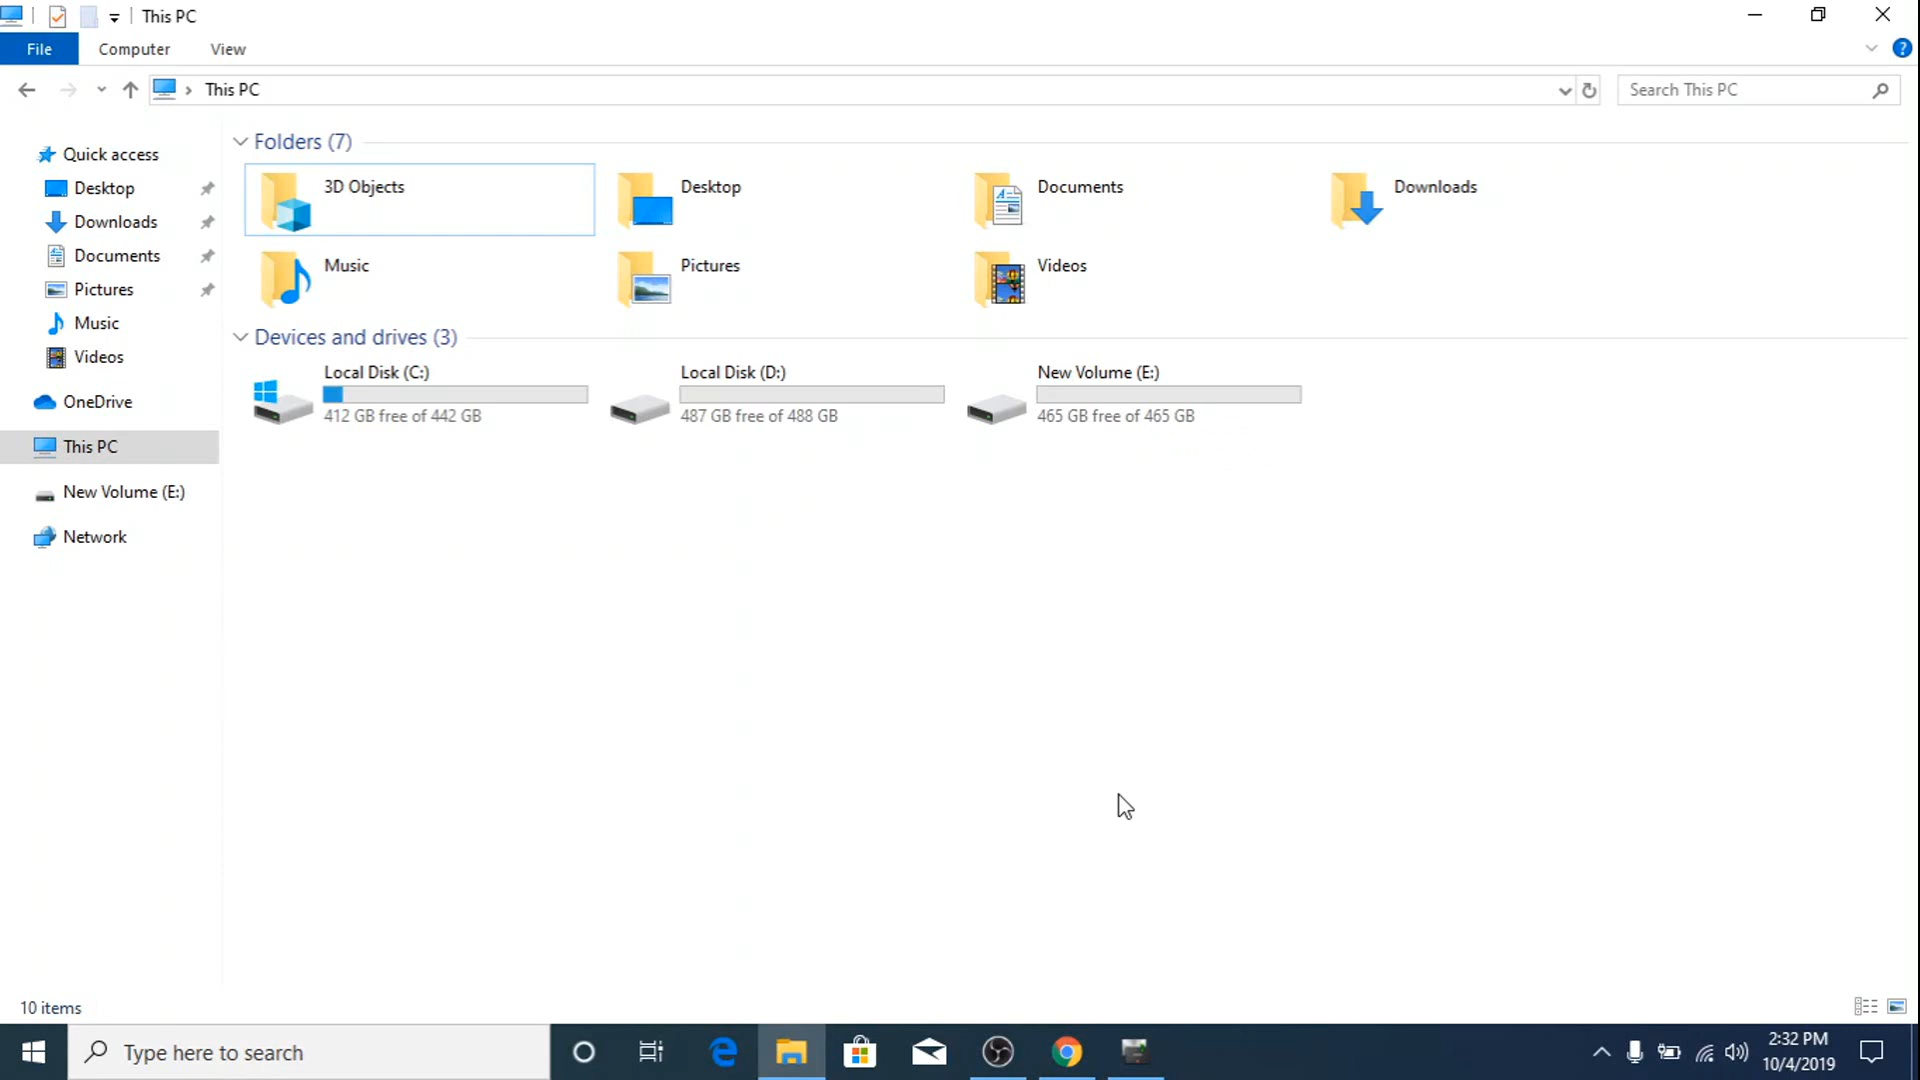 This PC
File Computer View
This PC
Search This PC
Quick access
Desktop
Downloads
Documents
Pictures
Music
Videos
OneDrive
This PC
New Volume (E:)
Network
Folders (7)
3D Objects
Desktop
Documents
Downloads
Music
Pictures
Videos
Devices and drives (3)
Local Disk (C:)
412 GB free of 442 GB
Local Disk (D:)
487 GB free of 488 GB
New Volume (E:)
465 GB free of 465 GB
10 items
Type here to search
2:32 PM
10/4/2019